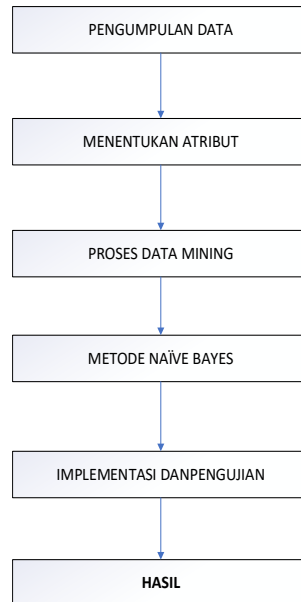 PENGUMPULAN DATA
MENENTUKAN ATRIBUT
PROSES DATA MINING
METODE NAÏVE BAYES
IMPLEMENTASI DANPENGUJIAN
HASIL